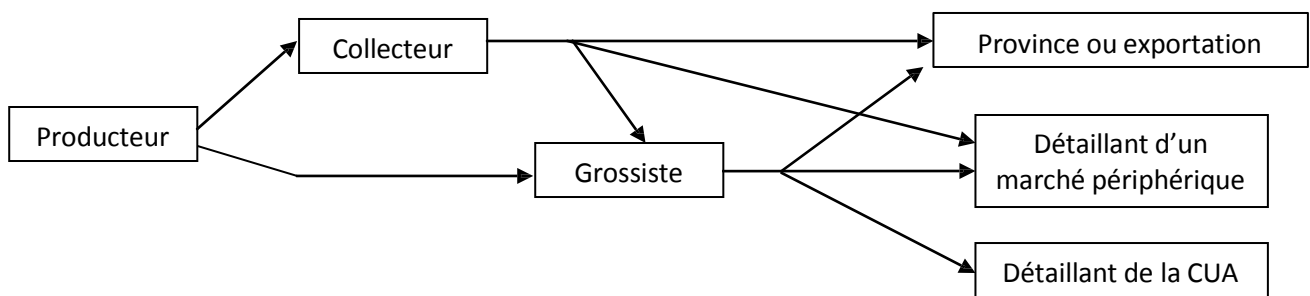 Collecteur
Province ou exportation
Producteur
Détaillant d’un
marché périphérique
Grossiste
Détaillant de la CUA